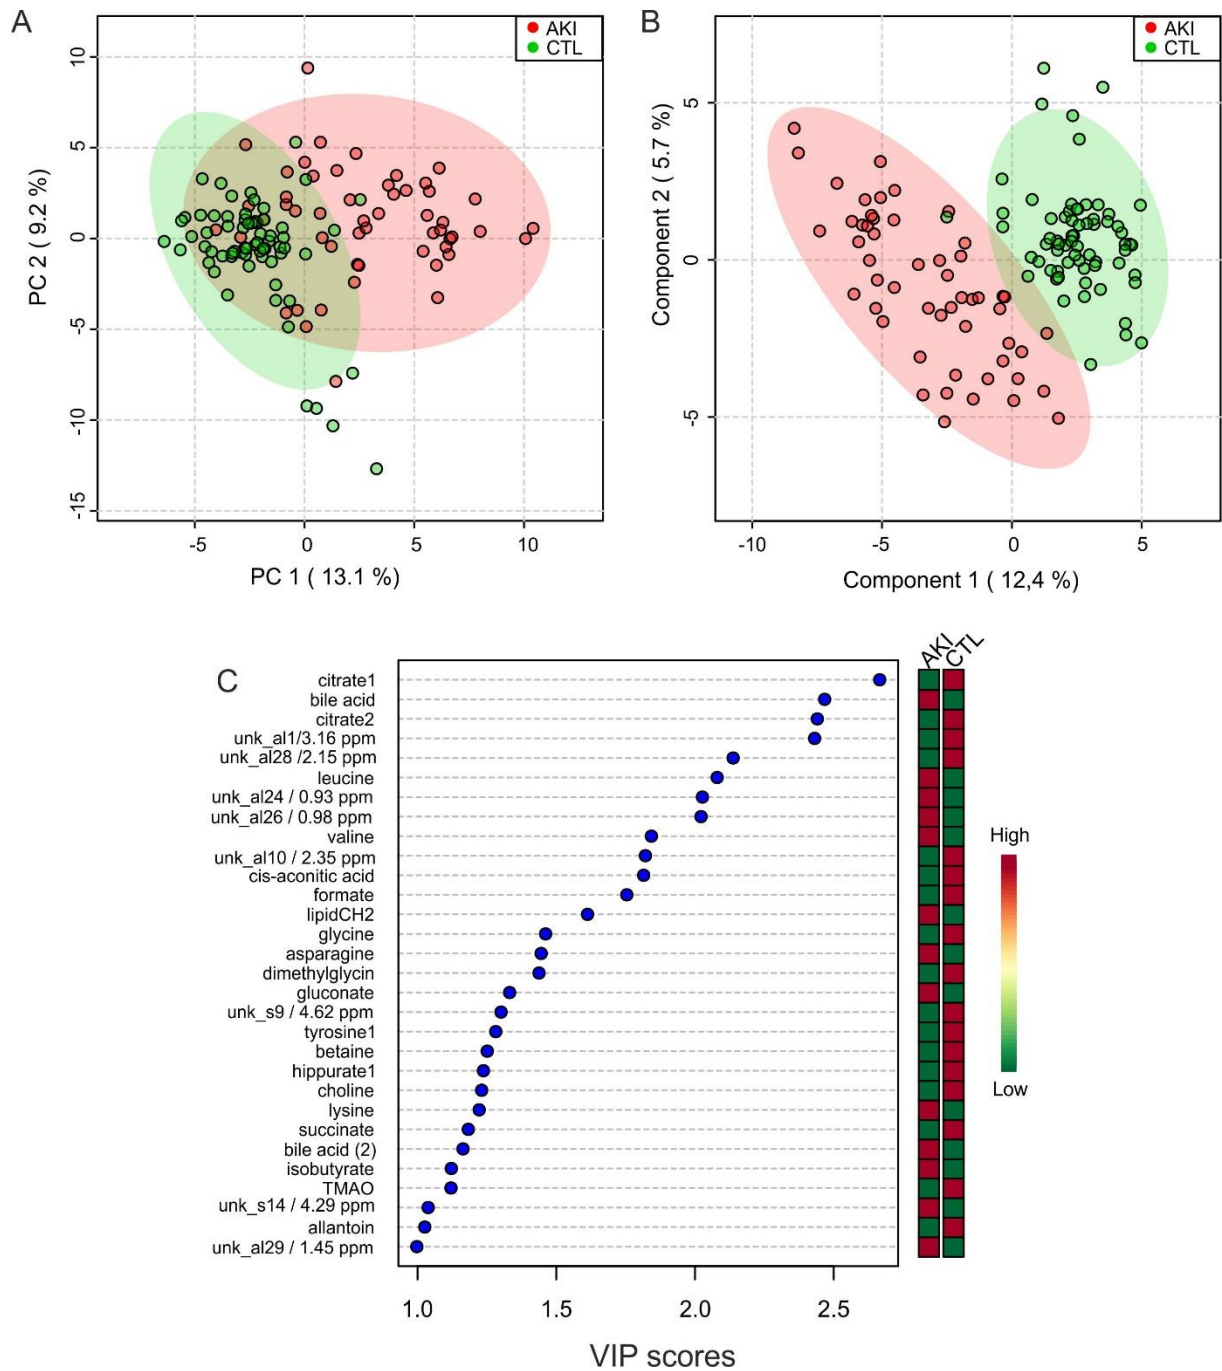 A
AKI
CTL
10
5
0
-5
-10
-15
PC 2 ( 9.2 %)
-5
0
5
10
PC 1 ( 13.1 %)
B
AKI
CTL
5
0
-5
Component 2 ( 5.7 %)
-10
-5
0
5
Component 1 ( 12,4 %)
C
AKI
CTL
citrate1
bile acid
citrate2
unk_al1/3.16 ppm
unk_al28 /2.15 ppm
leucine
unk_al24 / 0.93 ppm
unk_al26 / 0.98 ppm
valine
unk_al10 / 2.35 ppm
cis-aconitic acid
formate
lipidCH2
glycine
asparagine
dimethylglycin
gluconate
unk_s9 / 4.62 ppm
tyrosine1
betaine
hippurate1
choline
lysine
succinate
bile acid (2)
isobutyrate
TMAO
unk_s14 / 4.29 ppm
allantoin
unk_al29 / 1.45 ppm
1.0
1.5
2.0
2.5
VIP scores
High
Low